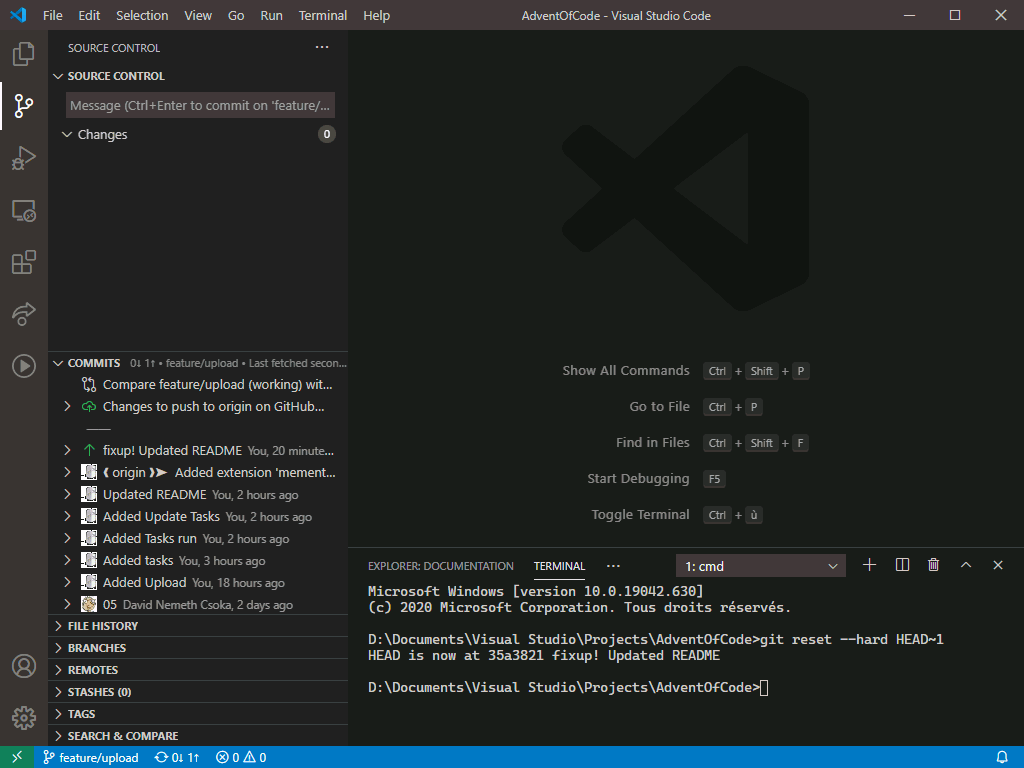 File Edit Selection View Go Run Terminal Help AdventOfCode - Visual Studio Code
SOURCE CONTROL ···
SOURCE CONTROL
Message (Ctrl+Enter to commit on 'feature/...
Changes 0
COMMITS 0↓ 1↑ • feature/upload • Last fetched secon...
Compare feature/upload (working) wit...
Changes to push to origin on GitHub...
fixup! Updated README You, 20 minute...
❰ origin ❱➤ Added extension 'mement...
Updated README You, 2 hours ago
Added Update Tasks You, 2 hours ago
Added Tasks run You, 2 hours ago
Added tasks You, 3 hours ago
Added Upload You, 18 hours ago
05 David Nemeth Csoka, 2 days ago
FILE HISTORY
BRANCHES
REMOTES
STASHES (0)
TAGS
SEARCH & COMPARE
Show All Commands Ctrl + Shift + P
Go to File Ctrl + P
Find in Files Ctrl + Shift + F
Start Debugging F5
Toggle Terminal Ctrl + ù
EXPLORER: DOCUMENTATION TERMINAL ··· 1: cmd
Microsoft Windows [version 10.0.19042.630]
(c) 2020 Microsoft Corporation. Tous droits réservés.
D:\Documents\Visual Studio\Projects\AdventOfCode>git reset --hard HEAD~1
HEAD is now at 35a3821 fixup! Updated README
D:\Documents\Visual Studio\Projects\AdventOfCode>
feature/upload 0↓ 1↑ 0 0